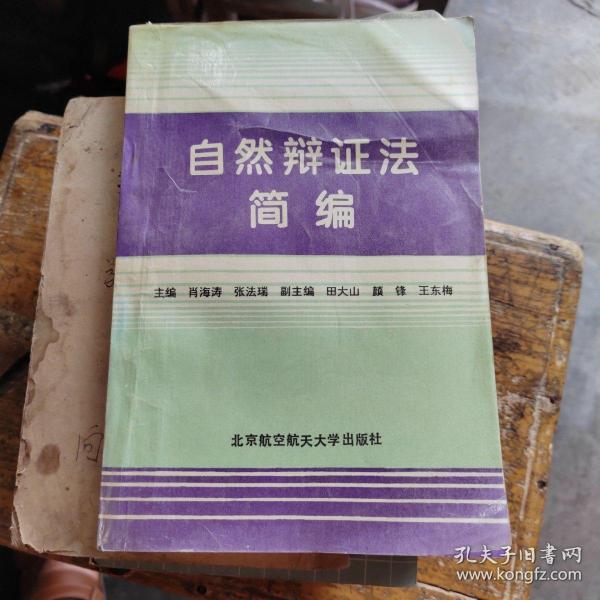 自然辩证法
简编
主编 肖海涛 张法瑞 副主编 田大山 颜锋 王东梅
北京航空航天大学出版社
孔夫子旧书网
www.kongfz.com